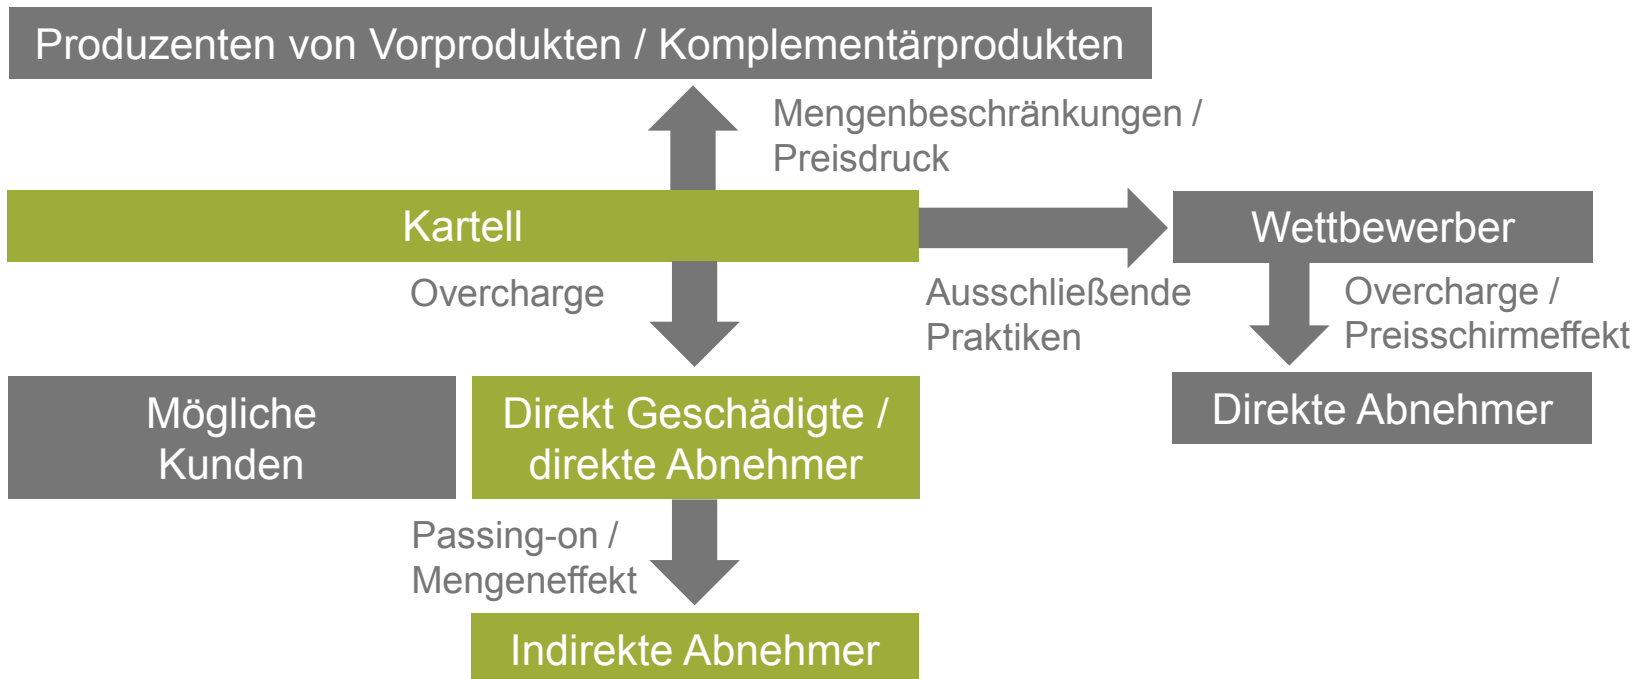 Produzenten von Vorprodukten / Komplementärprodukten
Mengenbeschränkungen /
Preisdruck
Kartell
Wettbewerber
Overcharge
Ausschließende
Praktiken
Overcharge /
Preisschirmeffekt
Mögliche
Kunden
Direkt Geschädigte /
direkte Abnehmer
Direkte Abnehmer
Passing-on /
Mengeneffekt
Indirekte Abnehmer